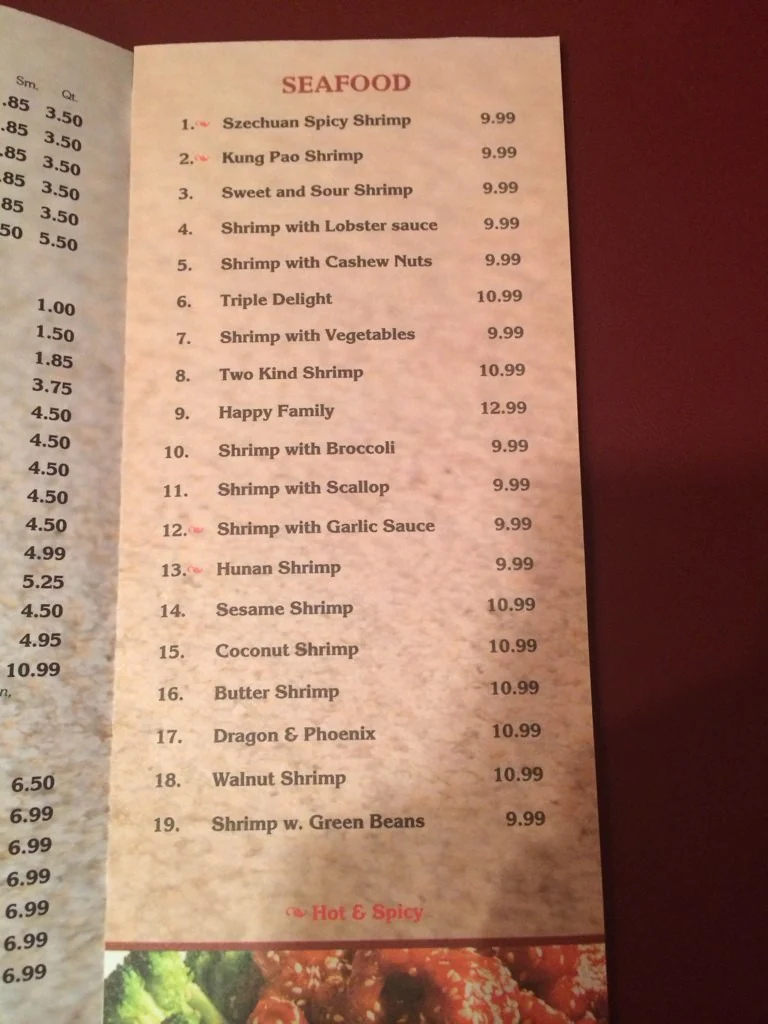 Sm. Qt.
.85 3.50
.85 3.50
.85 3.50
.85 3.50
.85 3.50
.50 5.50
1.00
1.50
1.85
3.75
4.50
4.50
4.50
4.50
4.50
4.99
5.25
4.50
4.95
10.99
n.
6.50
6.99
6.99
6.99
6.99
6.99
6.99
SEAFOOD
1. Szechuan Spicy Shrimp 9.99
2. Kung Pao Shrimp 9.99
3. Sweet and Sour Shrimp 9.99
4. Shrimp with Lobster sauce 9.99
5. Shrimp with Cashew Nuts 9.99
6. Triple Delight 10.99
7. Shrimp with Vegetables 9.99
8. Two Kind Shrimp 10.99
9. Happy Family 12.99
10. Shrimp with Broccoli 9.99
11. Shrimp with Scallop 9.99
12. Shrimp with Garlic Sauce 9.99
13. Hunan Shrimp 9.99
14. Sesame Shrimp 10.99
15. Coconut Shrimp 10.99
16. Butter Shrimp 10.99
17. Dragon & Phoenix 10.99
18. Walnut Shrimp 10.99
19. Shrimp w. Green Beans 9.99
Hot & Spicy